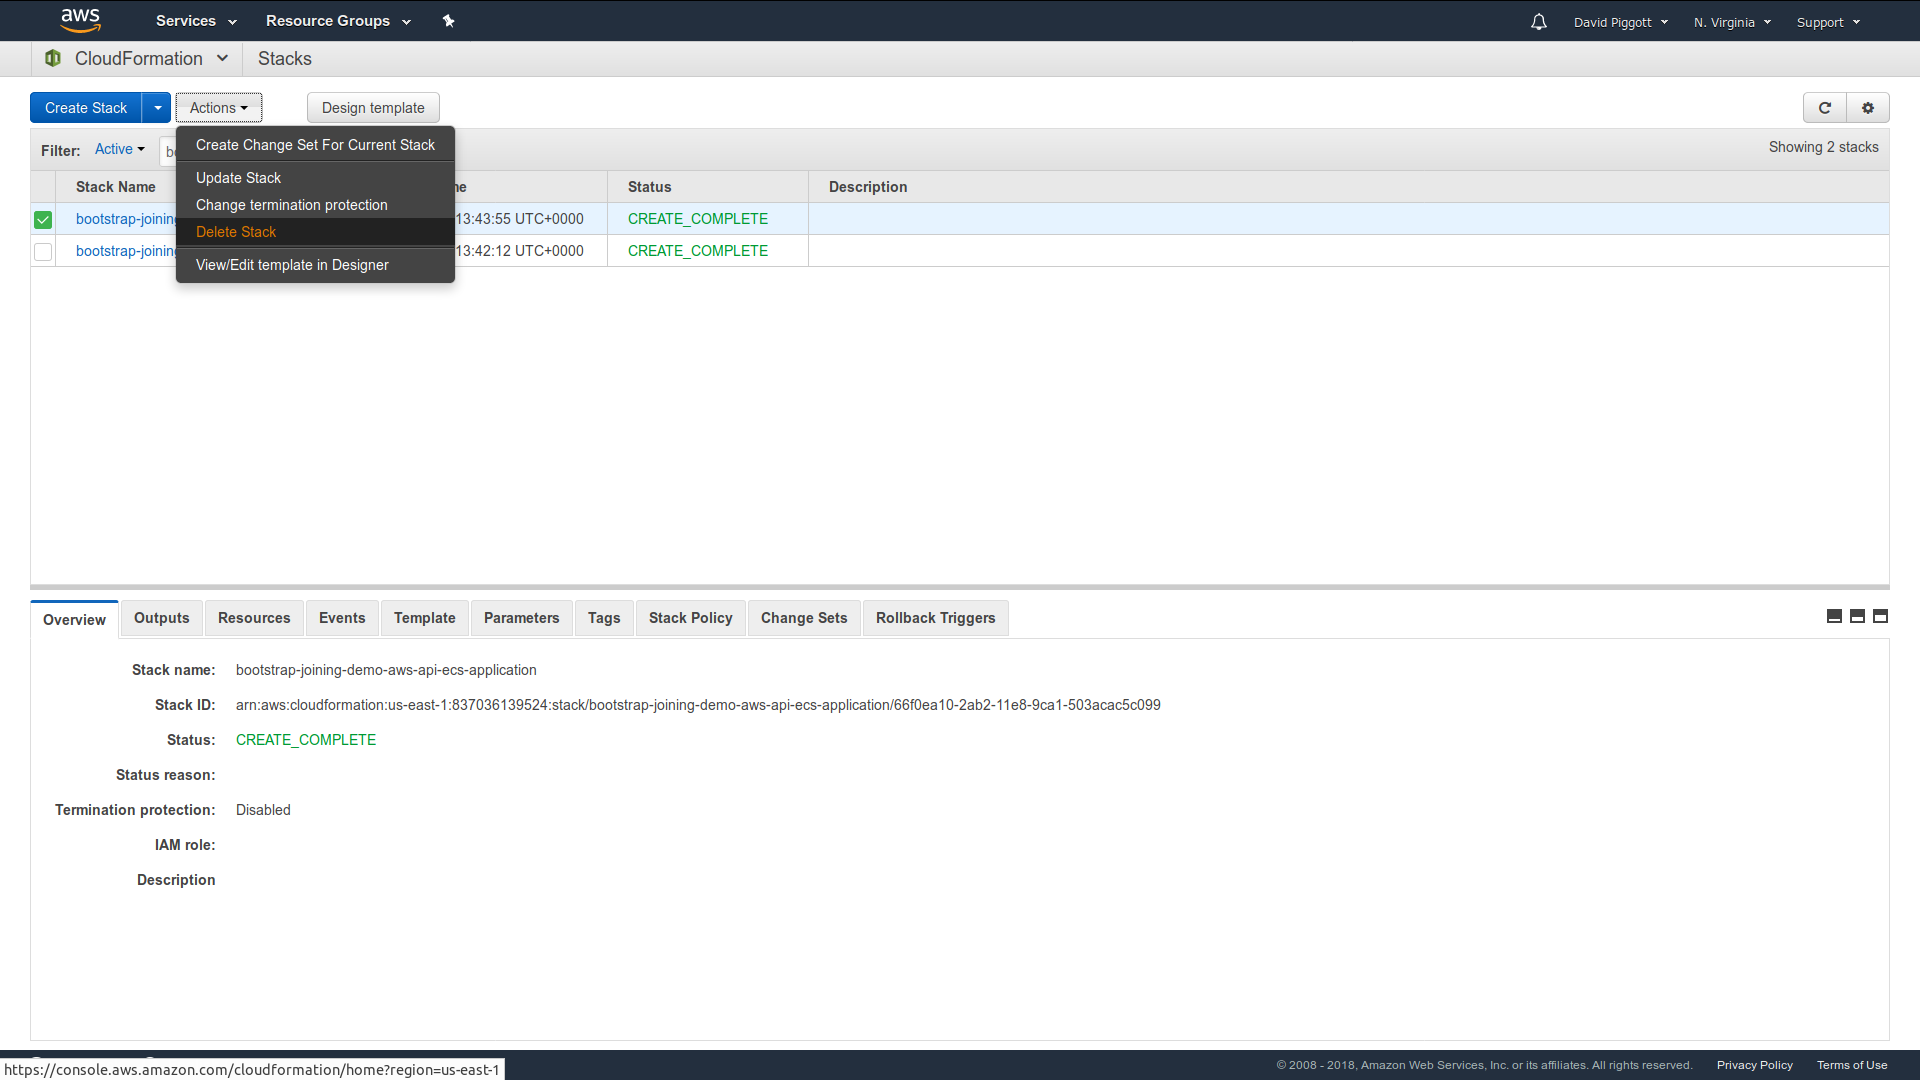 aws Services Resource Groups David Piggott N. Virginia Support
CloudFormation Stacks
Create Stack Actions Design template
Filter: Active Showing 2 stacks
Create Change Set For Current Stack
Update Stack
Change termination protection
Delete Stack
View/Edit template in Designer
Stack Name Status Description
bootstrap-joining 13:43:55 UTC+0000 CREATE_COMPLETE
bootstrap-joining 13:42:12 UTC+0000 CREATE_COMPLETE
Overview Outputs Resources Events Template Parameters Tags Stack Policy Change Sets Rollback Triggers
Stack name: bootstrap-joining-demo-aws-api-ecs-application
Stack ID: arn:aws:cloudformation:us-east-1:837036139524:stack/bootstrap-joining-demo-aws-api-ecs-application/66f0ea10-2ab2-11e8-9ca1-503acac5c099
Status: CREATE_COMPLETE
Status reason:
Termination protection: Disabled
IAM role:
Description
© 2008 - 2018, Amazon Web Services, Inc. or its affiliates. All rights reserved. Privacy Policy Terms of Use
https://console.aws.amazon.com/cloudformation/home?region=us-east-1